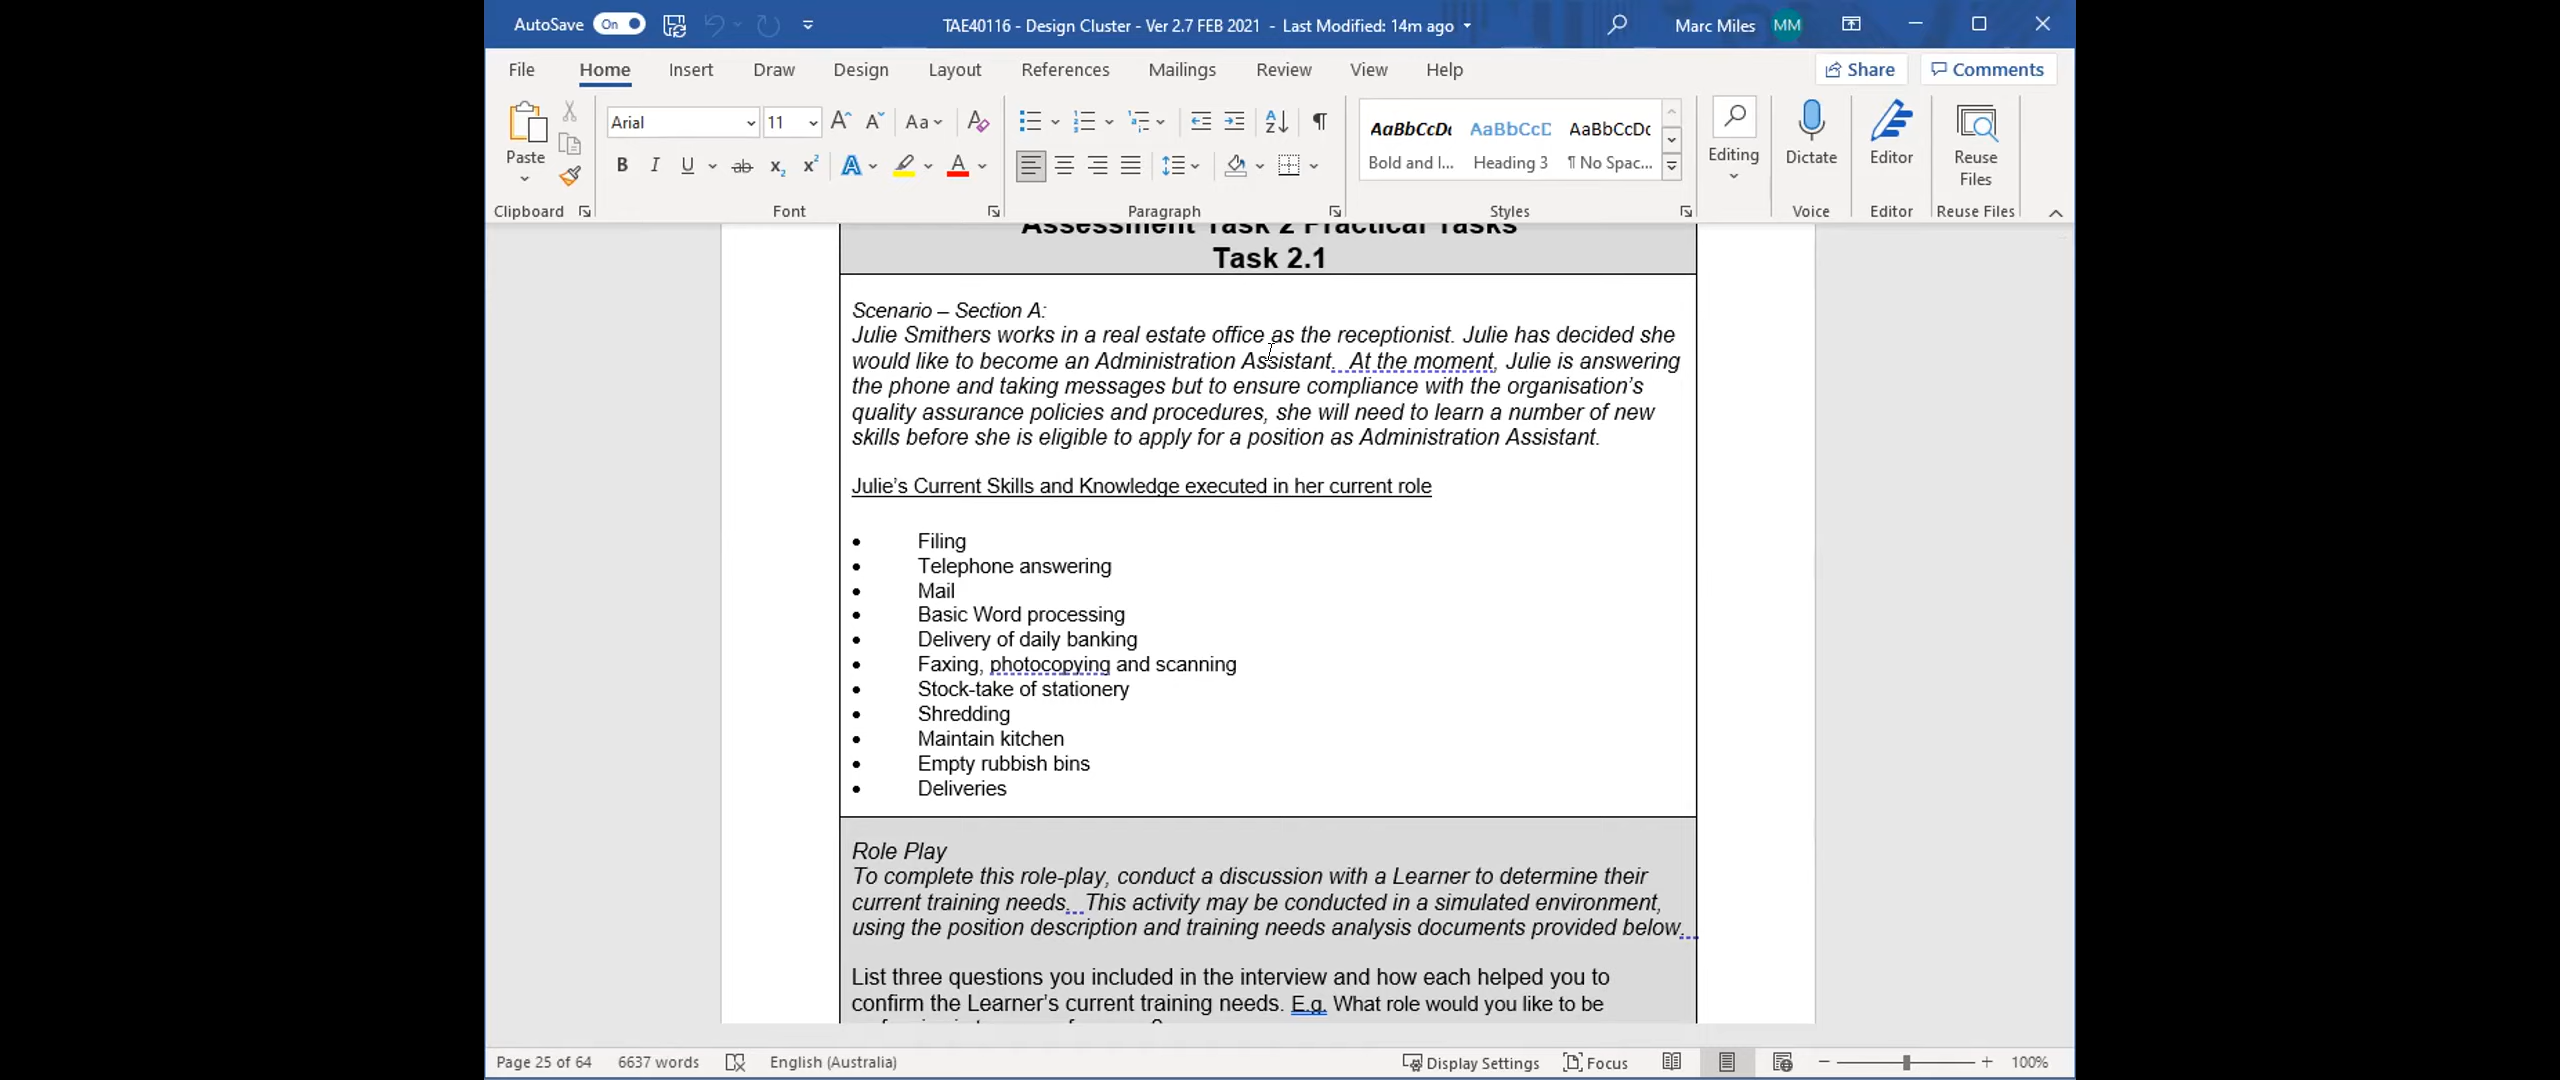 AutoSave On TAE40116 - Design Cluster - Ver 2.7 FEB 2021 - Last Modified: 14m ago Marc Miles MM
File Home Insert Draw Design Layout References Mailings Review View Help Share Comments
Paste Arial 11 Aa AaBbCcDc AaBbCcD AaBbCcDc Editing Dictate Editor Reuse Files
Bold and I... Heading 3 ¶ No Spac...
Clipboard Font Paragraph Styles Voice Editor Reuse Files
Assessment Task 2 Practical Tasks
Task 2.1
Scenario – Section A:
Julie Smithers works in a real estate office as the receptionist. Julie has decided she
would like to become an Administration Assistant.  At the moment, Julie is answering
the phone and taking messages but to ensure compliance with the organisation’s
quality assurance policies and procedures, she will need to learn a number of new
skills before she is eligible to apply for a position as Administration Assistant.
Julie’s Current Skills and Knowledge executed in her current role
• Filing
• Telephone answering
• Mail
• Basic Word processing
• Delivery of daily banking
• Faxing, photocopying and scanning
• Stock-take of stationery
• Shredding
• Maintain kitchen
• Empty rubbish bins
• Deliveries
Role Play
To complete this role-play, conduct a discussion with a Learner to determine their
current training needs.  This activity may be conducted in a simulated environment,
using the position description and training needs analysis documents provided below.
List three questions you included in the interview and how each helped you to
confirm the Learner’s current training needs. E.g. What role would you like to be
Page 25 of 64 6637 words English (Australia) Display Settings Focus 100%